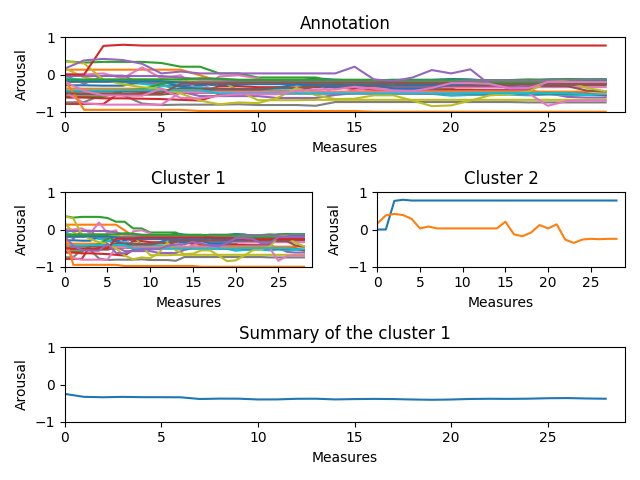 Annotation
1
0
−1
Arousal
0 5 10 15 20 25
Measures
Cluster 1 Cluster 2
1 1
0 0
−1 −1
Arousal Arousal
0 5 10 15 20 25 0 5 10 15 20 25
Measures Measures
Summary of the cluster 1
1
0
−1
Arousal
0 5 10 15 20 25
Measures